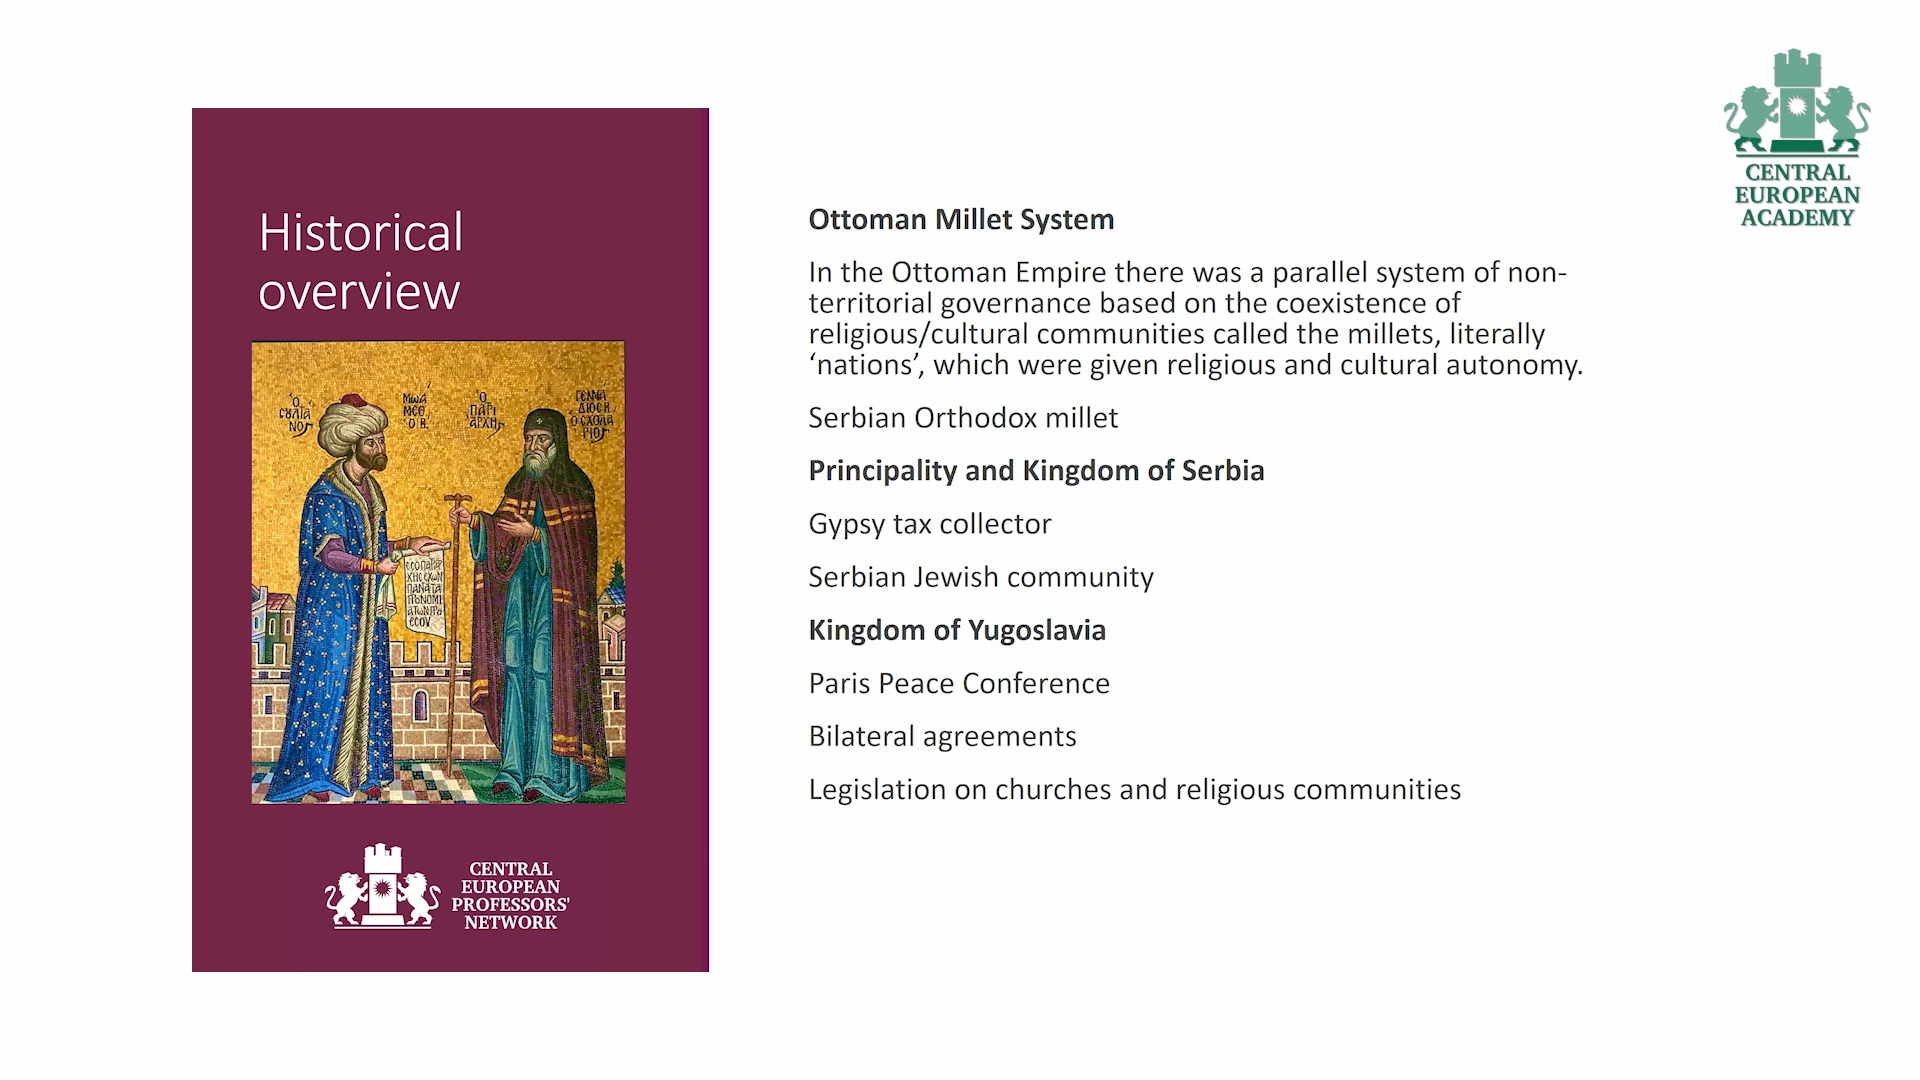 Historical
overview
Ottoman Millet System
In the Ottoman Empire there was a parallel system of non-
territorial governance based on the coexistence of
religious/cultural communities called the millets, literally
‘nations’, which were given religious and cultural autonomy.
Serbian Orthodox millet
Principality and Kingdom of Serbia
Gypsy tax collector
Serbian Jewish community
Kingdom of Yugoslavia
Paris Peace Conference
Bilateral agreements
Legislation on churches and religious communities
CENTRAL
EUROPEAN
PROFESSORS'
NETWORK
CENTRAL
EUROPEAN
ACADEMY